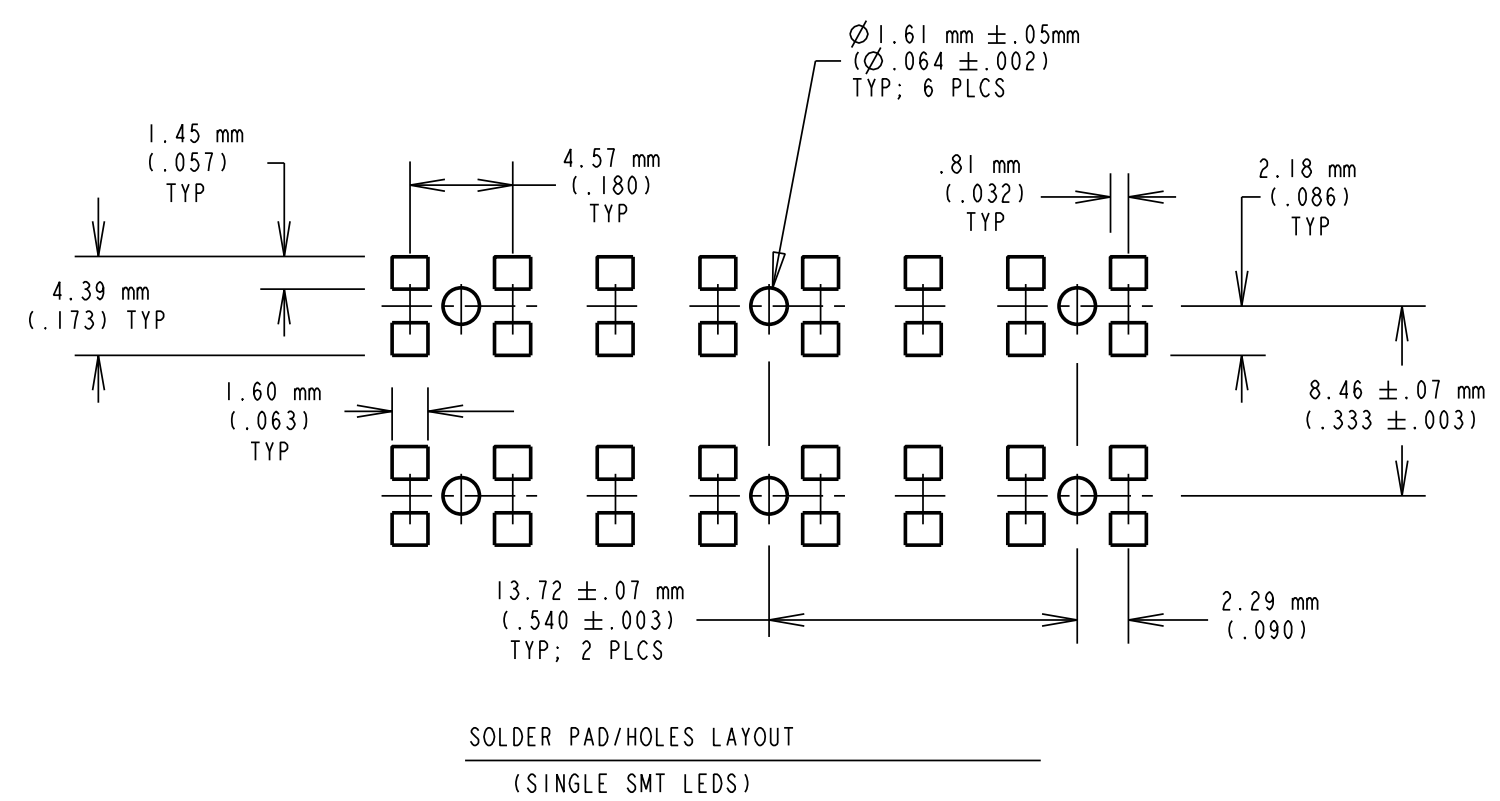 Ø1.61 mm ±.05mm
(Ø.064 ±.002)
TYP; 6 PLCS
1.45 mm
(.057)
TYP
4.57 mm
(.180)
TYP
.81 mm
(.032)
TYP
2.18 mm
(.086)
TYP
4.39 mm
(.173) TYP
1.60 mm
(.063)
TYP
8.46 ±.07 mm
(.333 ±.003)
13.72 ±.07 mm
(.540 ±.003)
TYP; 2 PLCS
2.29 mm
(.090)
SOLDER PAD/HOLES LAYOUT
(SINGLE SMT LEDS)